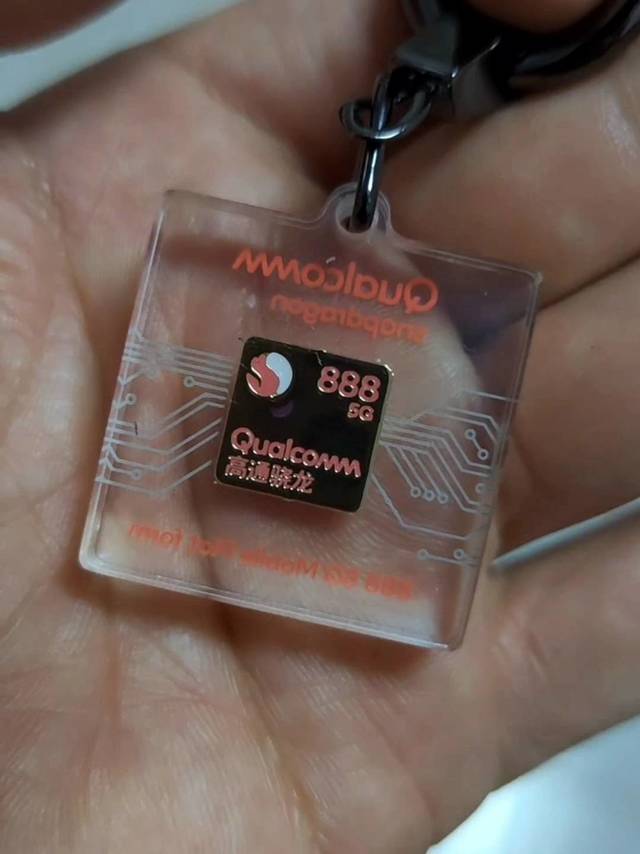 Qualcomm
snapdragon
888
5G
Qualcomm
高通骁龙
888 5G Mobile Platform